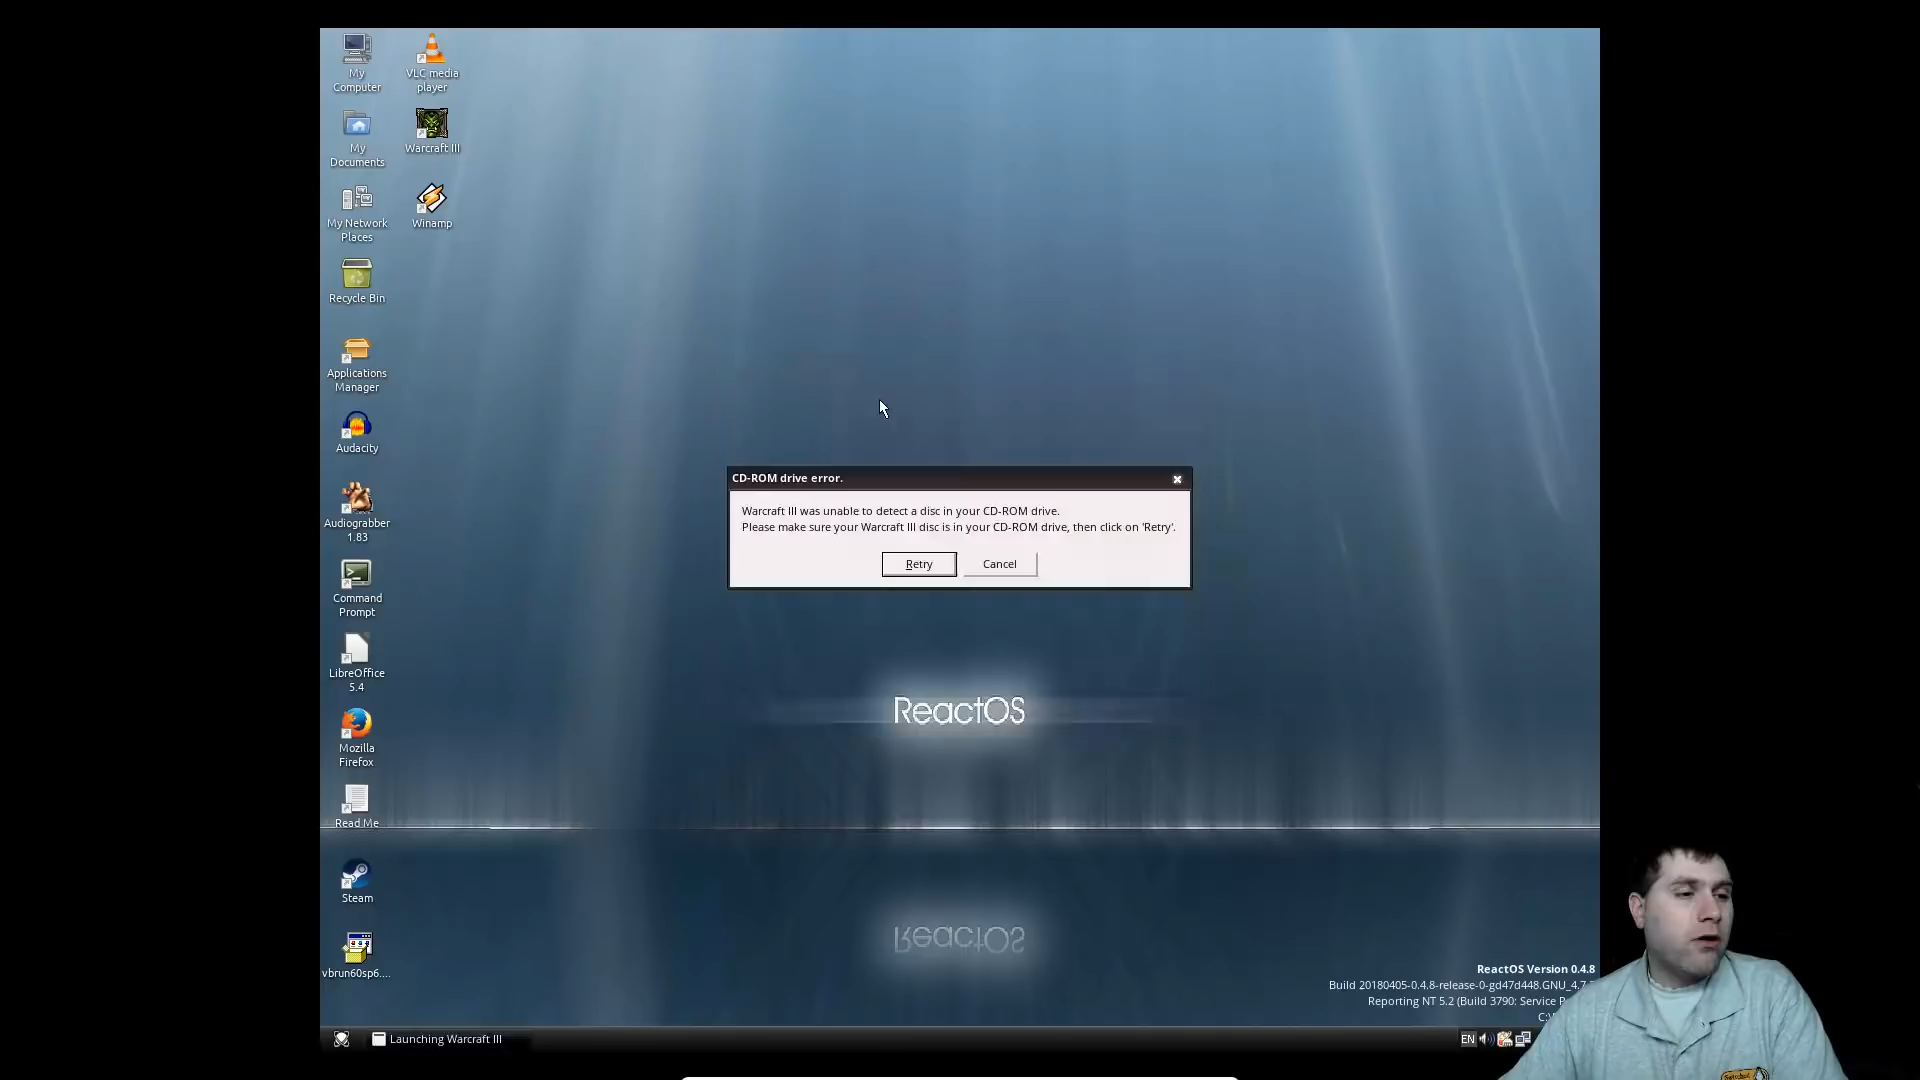 My
Computer
VLC media
player
My
Documents
Warcraft III
My Network
Places
Winamp
Recycle Bin
Applications
Manager
Audacity
Audiograbber
1.83
Command
Prompt
LibreOffice
5.4
Mozilla
Firefox
Read Me
Steam
vbrun60sp6....
CD-ROM drive error.
Warcraft III was unable to detect a disc in your CD-ROM drive.
Please make sure your Warcraft III disc is in your CD-ROM drive, then click on 'Retry'.
Retry
Cancel
ReactOS
ReactOS
ReactOS Version 0.4.8
Build 20180405-0.4.8-release-0-gd47d448.GNU_4.7
Reporting NT 5.2 (Build 3790: Service
C:\
Launching Warcraft III
EN